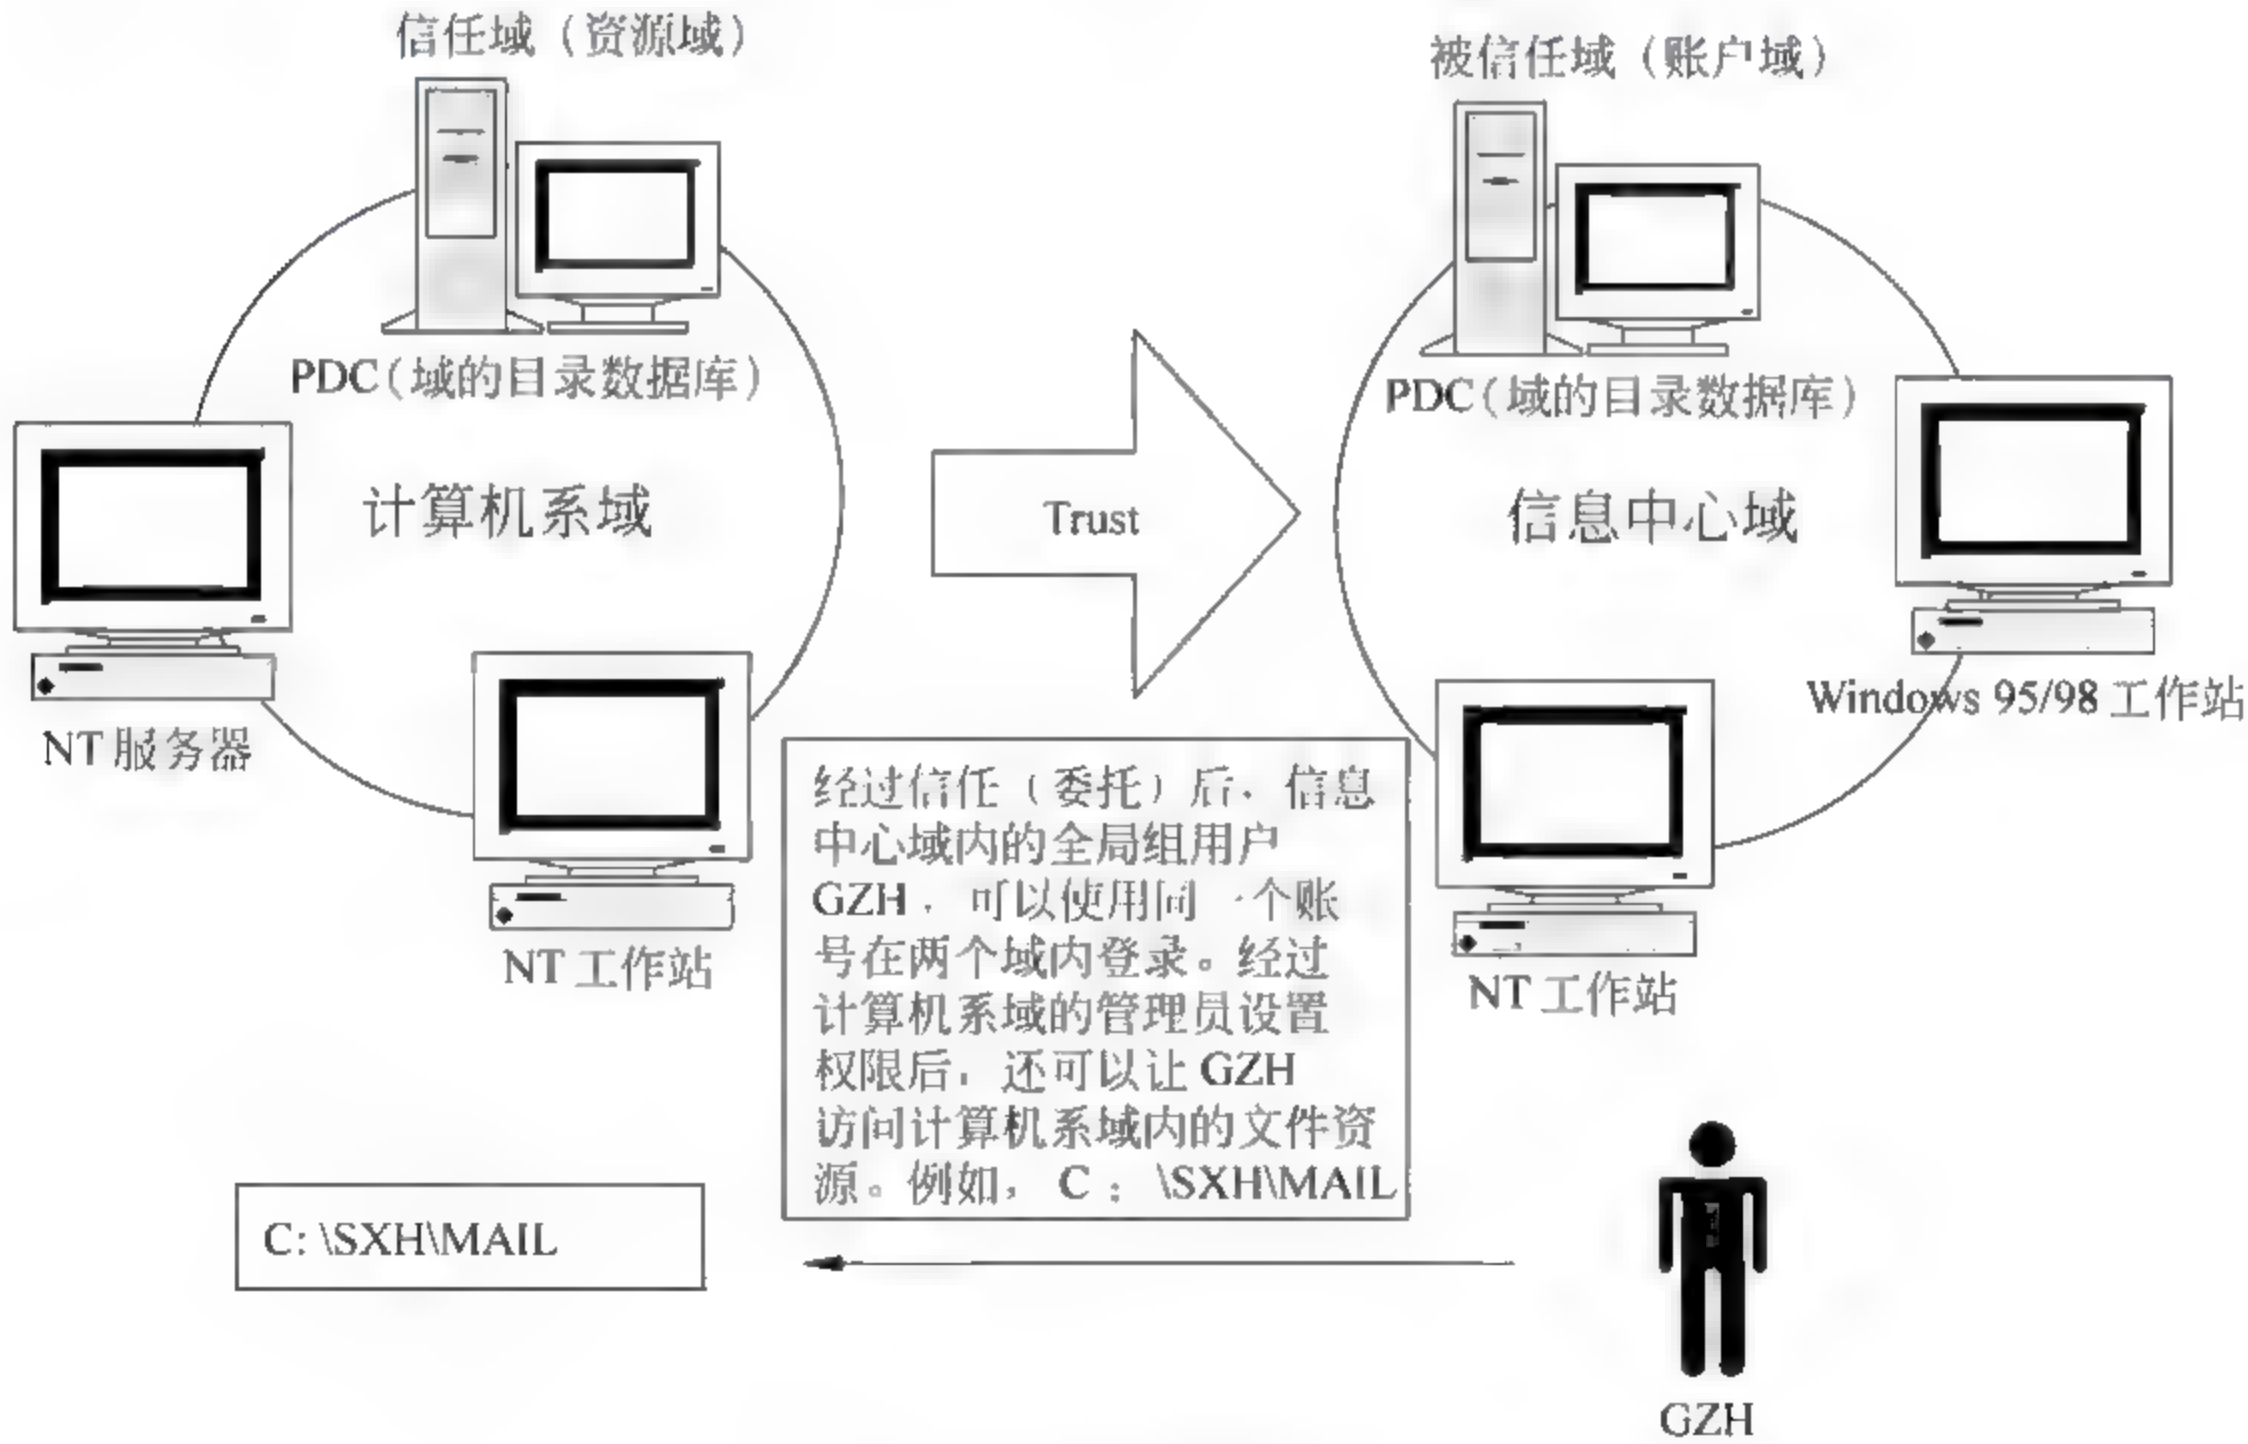 信任域（资源域）
被信任域（账户域）
PDC（域的目录数据库）
PDC（域的目录数据库）
计算机系域
Trust
信息中心域
NT 服务器
Windows 95/98 工作站
NT 工作站
NT 工作站
经过信任（委托）后，信息
中心域内的全局组用户
GZH，可以使用同一个账
号在两个域内登录。经过
计算机系域的管理员设置
权限后，还可以让 GZH
访问计算机系域内的文件资
源。例如，C：\SXH\MAIL
C: \SXH\MAIL
GZH